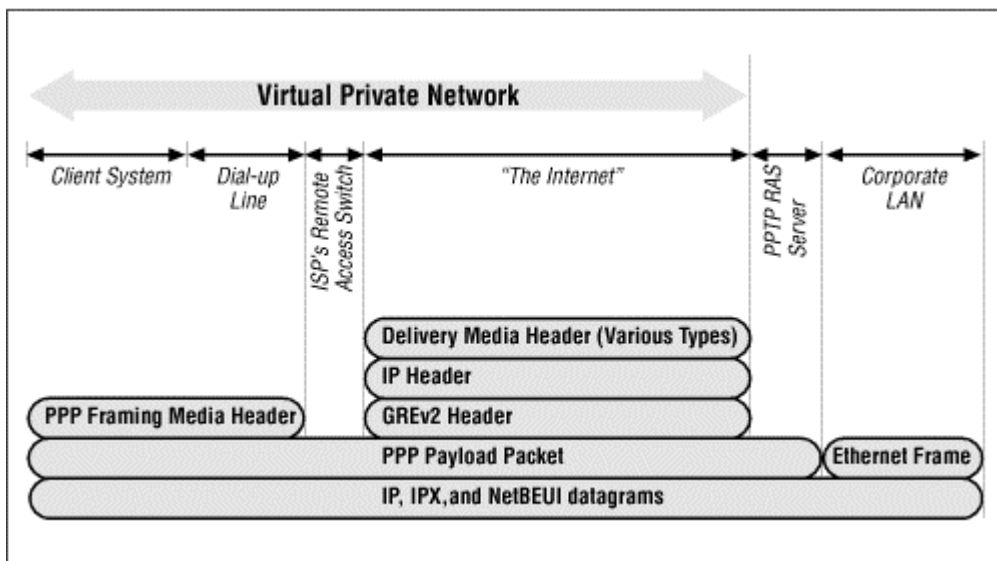 Virtual Private Network
Client System
Dial-up
Line
ISP's Remote
Access Switch
"The Internet"
PPTP RAS
Server
Corporate
LAN
Delivery Media Header (Various Types)
IP Header
PPP Framing Media Header
GREv2 Header
PPP Payload Packet
Ethernet Frame
IP, IPX,and NetBEUI datagrams